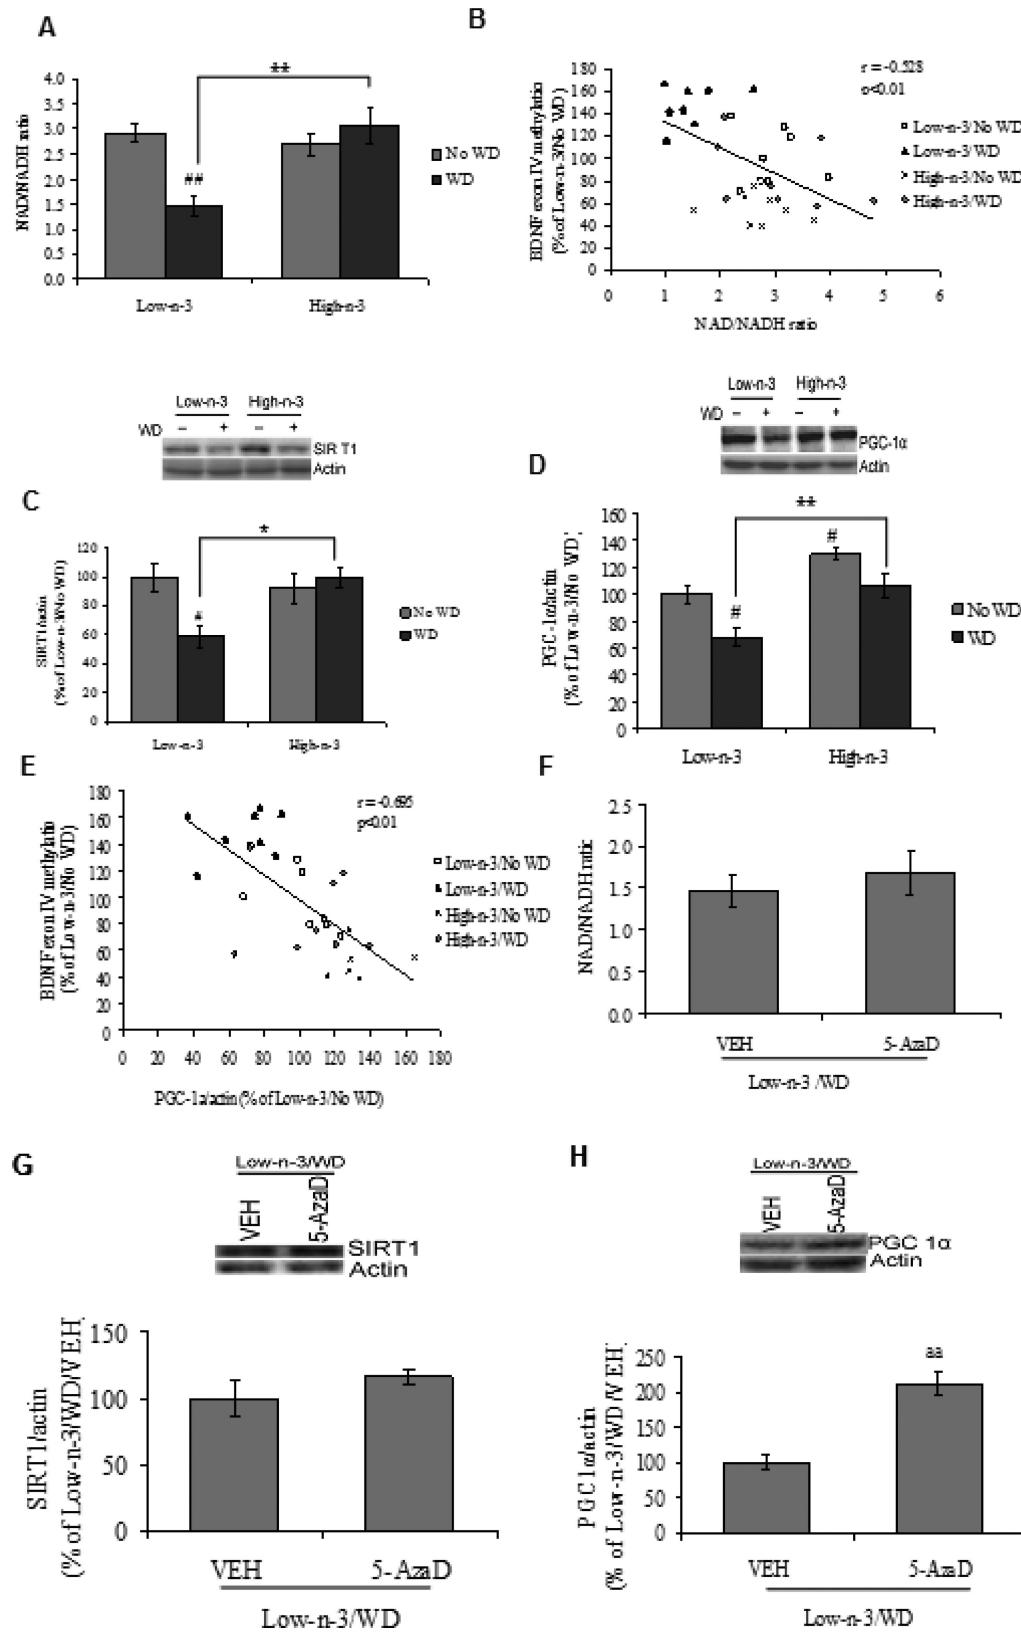 A
**
4.0
3.5
3.0
2.5
2.0
1.5
1.0
0.5
0.0
NAD/NADH ratio
##
No WD
WD
Low-n-3
High-n-3
B
r = -0.528
p<0.01
180
160
140
120
100
80
60
40
20
0
BDNF exon IV methylatio
(% of Low-n-3/No WD)
Low-n-3/No WD
Low-n-3/WD
High-n-3/No WD
High-n-3/WD
0 1 2 3 4 5 6
NAD/NADH ratio
Low-n-3 High-n-3
WD – + – +
SIRT1
Actin
C
*
120
100
80
60
40
20
0
SIRT1/actin
(% of Low-n-3/No WD)
#
No WD
WD
Low-n-3
High-n-3
Low-n-3 High-n-3
WD – + – +
PGC-1α
Actin
D
**
160
140
120
100
80
60
40
20
0
PGC-1α/actin
(% of Low-n-3/No WD)
#
#
No WD
WD
Low-n-3
High-n-3
E
r = -0.695
p<0.01
180
160
140
120
100
80
60
40
20
0
BDNF exon IV methylatio
(% of Low-n-3/No WD)
Low-n-3/No WD
Low-n-3/WD
High-n-3/No WD
High-n-3/WD
0 20 40 60 80 100 120 140 160 180
PGC-1a/actin (% of Low-n-3/No WD)
F
2.5
2.0
1.5
1.0
0.5
0.0
NAD/NADH ratic
VEH
5-AzaD
Low-n-3 /WD
G
Low-n-3/WD
VEH
5-AzaD
SIRT1
Actin
150
100
50
0
SIRT1/actin
(% of Low-n-3/WD/VEH)
VEH
5-AzaD
Low-n-3/WD
H
Low-n-3/WD
VEH
5-AzaD
PGC 1α
Actin
250
200
150
100
50
0
PGC1α/actin
(% of Low-n-3/WD/VEH)
aa
VEH
5-AzaD
Low-n-3/WD